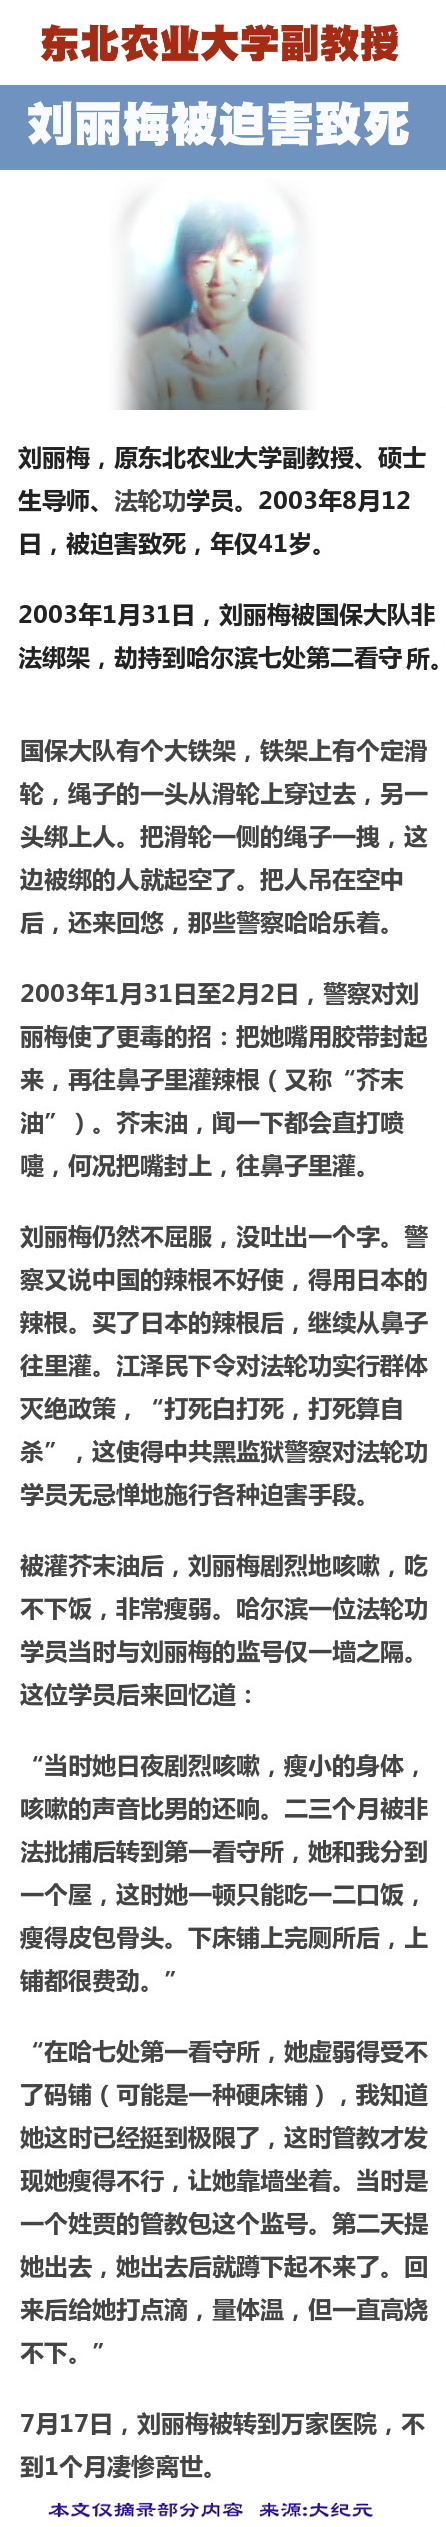 东北农业大学副教授
刘丽梅被迫害致死
刘丽梅，原东北农业大学副教授、硕士
生导师、法轮功学员。2003年8月12
日，被迫害致死，年仅41岁。
2003年1月31日，刘丽梅被国保大队非
法绑架，劫持到哈尔滨七处第二看守所。
国保大队有个大铁架，铁架上有个定滑
轮，绳子的一头从滑轮上穿过去，另一
头绑上人。把滑轮一侧的绳子一拽，这
边被绑的人就起空了。把人吊在空中
后，还来回悠，那些警察哈哈乐着。
2003年1月31日至2月2日，警察对刘
丽梅使了更毒的招：把她嘴用胶带封起
来，再往鼻子里灌辣根（又称“芥末
油”）。芥末油，闻一下都会直打喷
嚏，何况把嘴封上，往鼻子里灌。
刘丽梅仍然不屈服，没吐出一个字。警
察又说中国的辣根不好使，得用日本的
辣根。买了日本的辣根后，继续从鼻子
往里灌。江泽民下令对法轮功实行群体
灭绝政策，“打死白打死，打死算自
杀”，这使得中共黑监狱警察对法轮功
学员无忌惮地施行各种迫害手段。
被灌芥末油后，刘丽梅剧烈地咳嗽，吃
不下饭，非常瘦弱。哈尔滨一位法轮功
学员当时与刘丽梅的监号仅一墙之隔。
这位学员后来回忆道：
“当时她日夜剧烈咳嗽，瘦小的身体，
咳嗽的声音比男的还响。二三个月被非
法批捕后转到第一看守所，她和我分到
一个屋，这时她一顿只能吃一二口饭，
瘦得皮包骨头。下床铺上完厕所后，上
铺都很费劲。”
“在哈七处第一看守所，她虚弱得受不
了码铺（可能是一种硬床铺），我知道
她这时已经挺到极限了，这时管教才发
现她瘦得不行，让她靠墙坐着。当时是
一个姓贾的管教包这个监号。第二天提
她出去，她出去后就蹲下起不来了。回
来后给她打点滴，量体温，但一直高烧
不下。”
7月17日，刘丽梅被转到万家医院，不
到1个月凄惨离世。
本文仅摘录部分内容 来源:大纪元